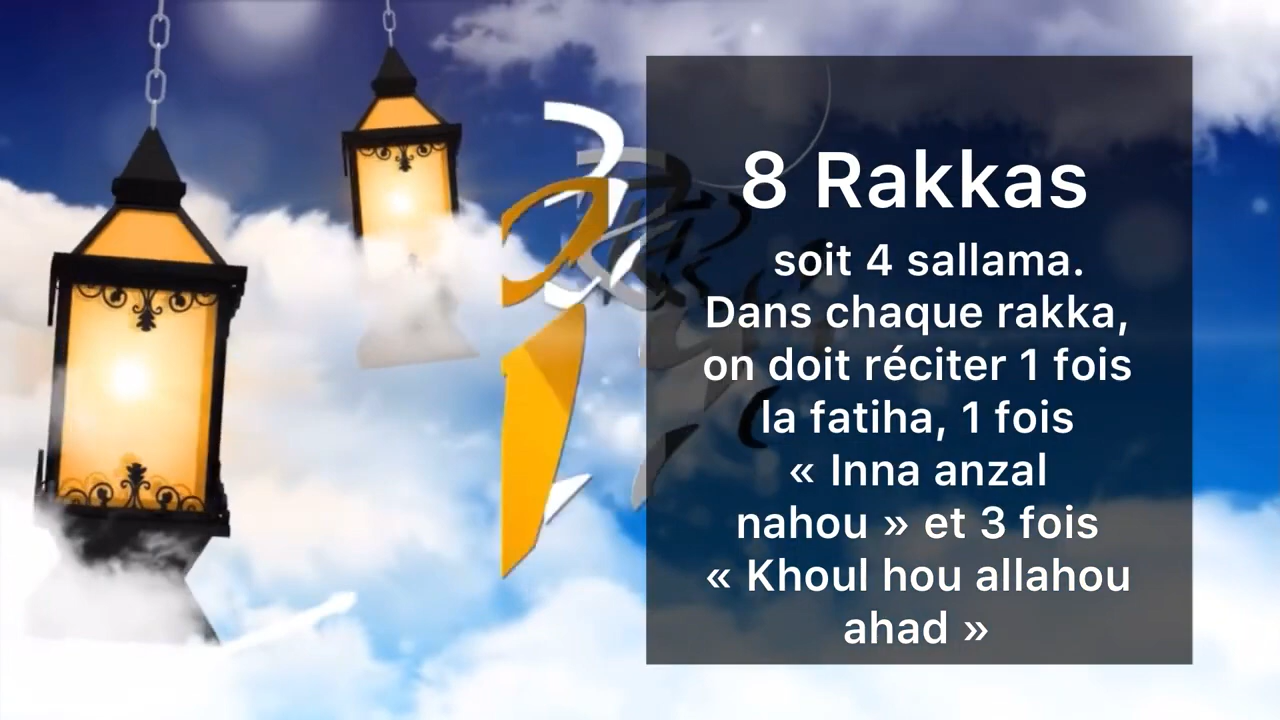 8 Rakkas
soit 4 sallama.
Dans chaque rakka,
on doit réciter 1 fois
la fatiha, 1 fois
« Inna anzal
nahou » et 3 fois
« Khoul hou allahou
ahad »